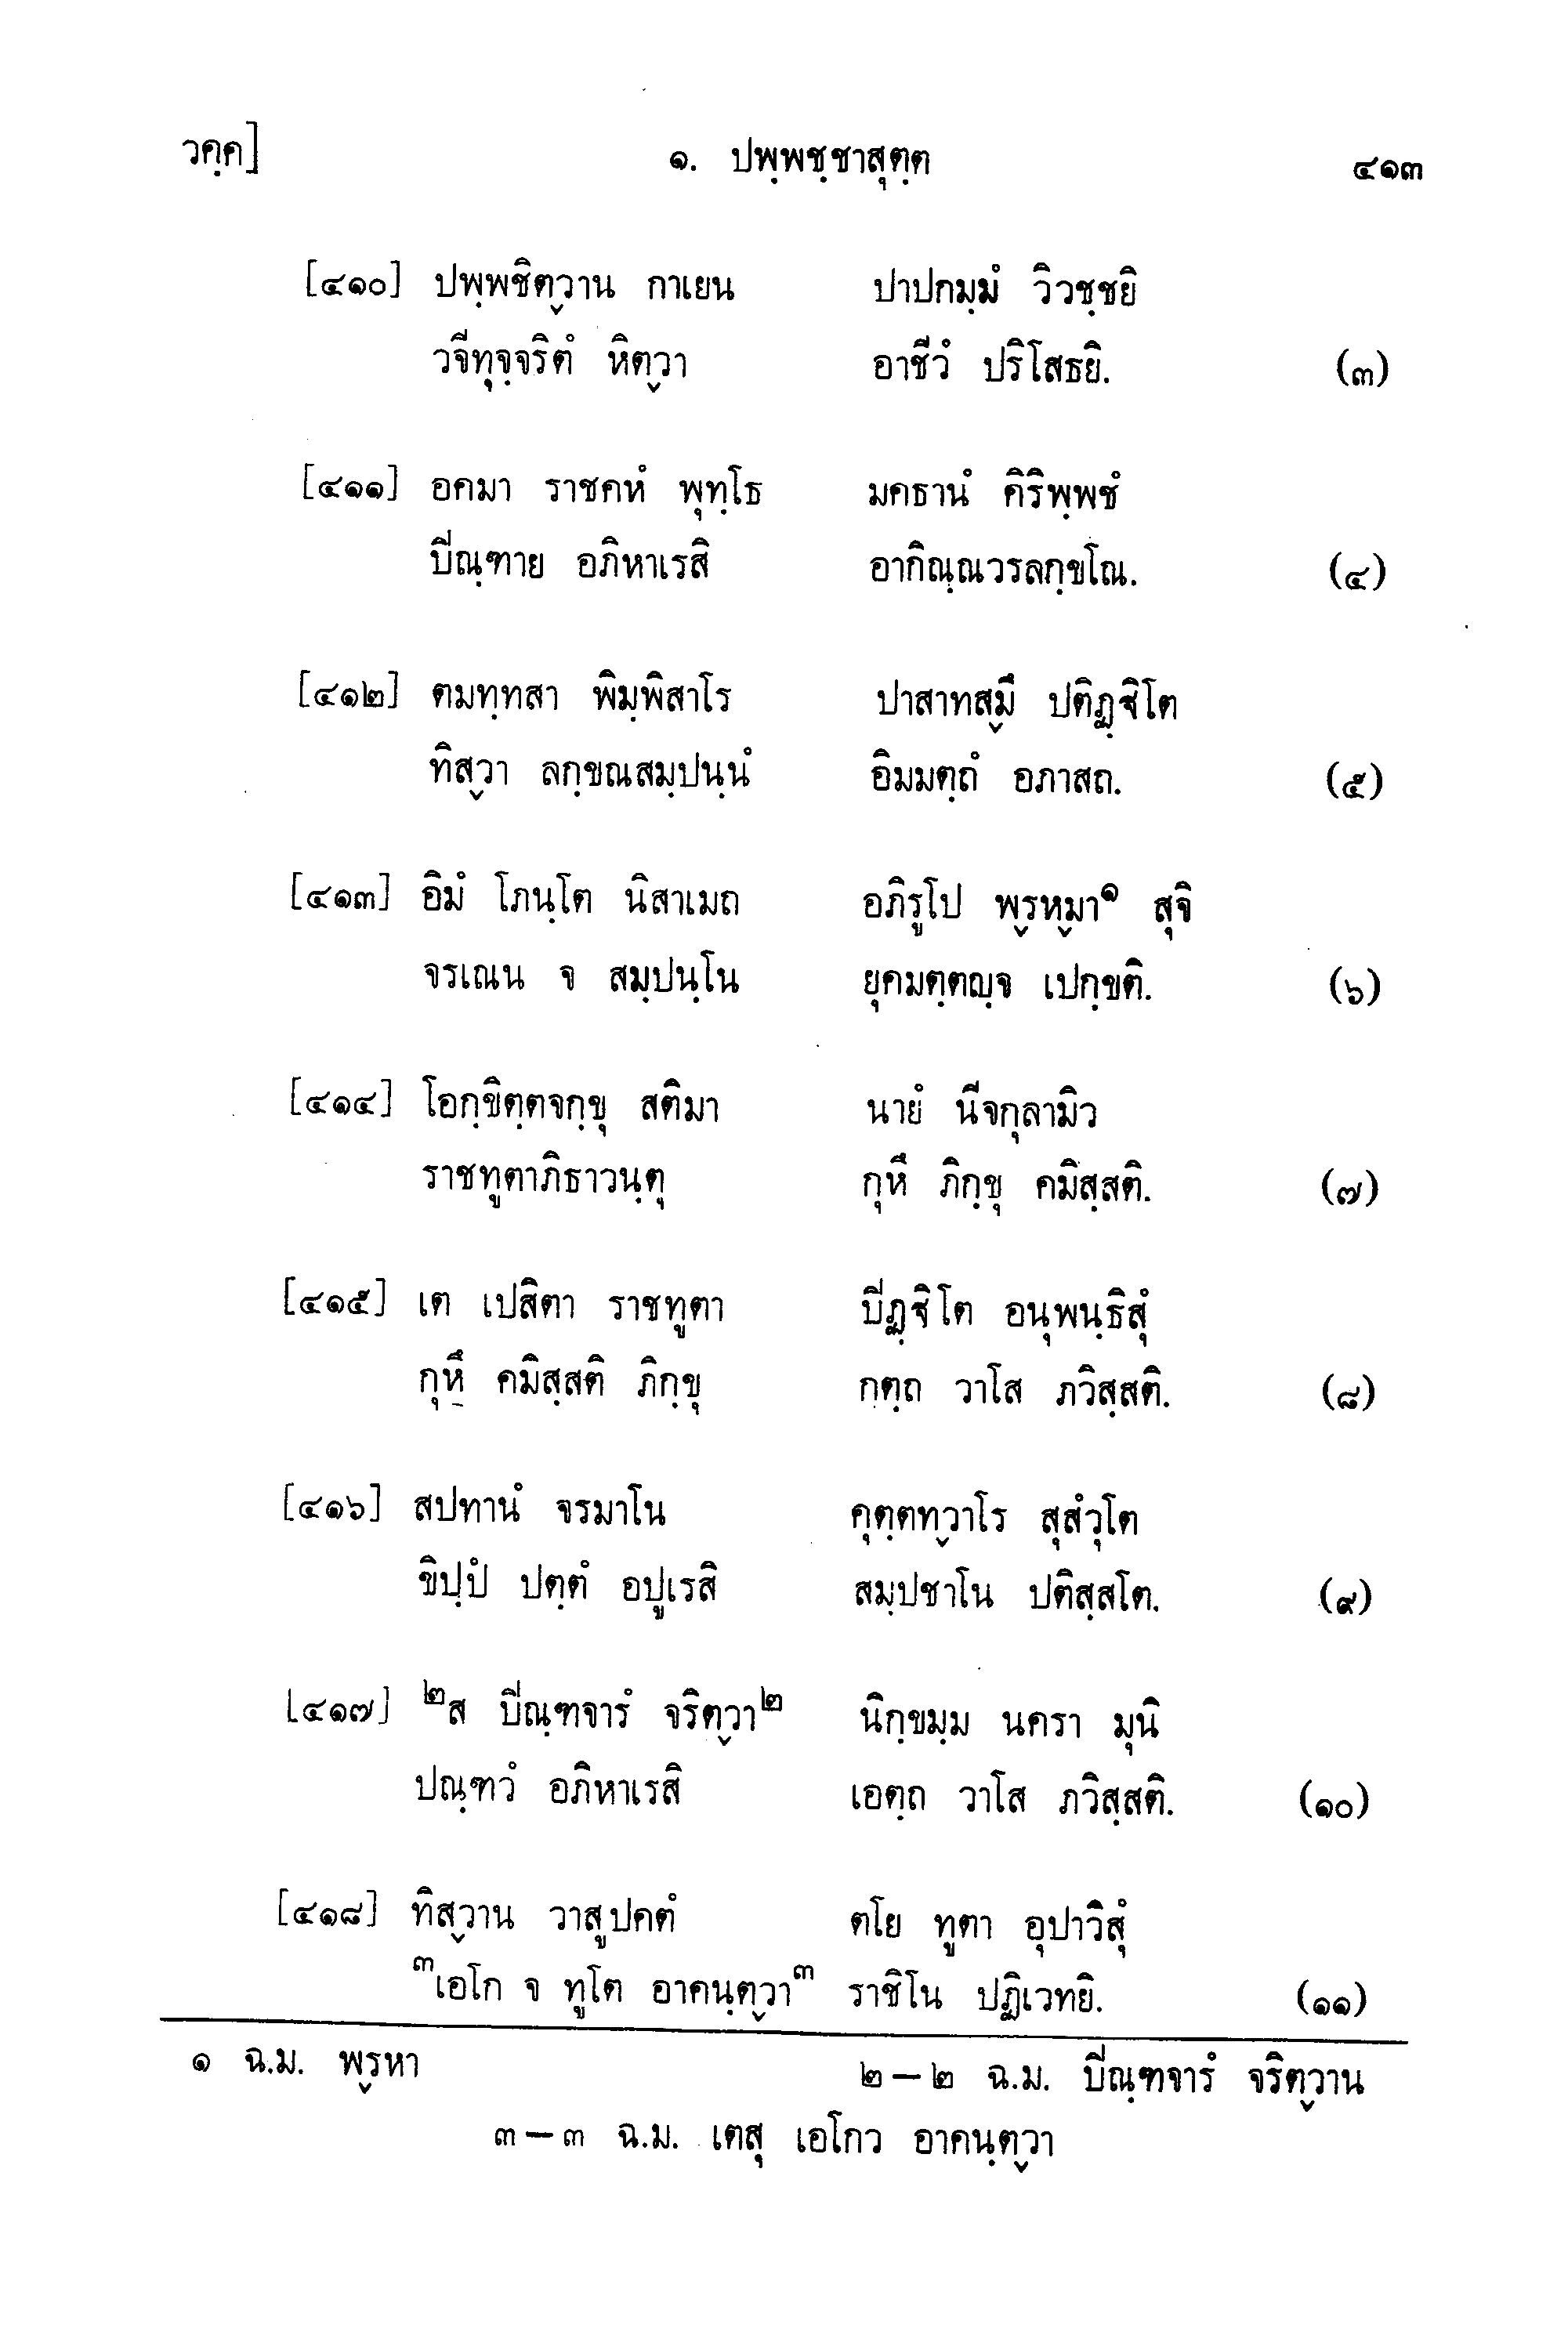 วคฺค] ๑. ปพฺพชฺชาสุตฺต ๔๑๓
[๔๑๐] ปพฺพชิตฺวาน กาเยน ปาปกมฺมํ วิวชฺชยิ
วจีทุจฺจริตํ หิตฺวา อาชีวํ ปริโสธยิ. (๓)
[๔๑๑] อคมา ราชคหํ พุทฺโธ มคธานํ คิริพฺพชํ
ปิณฺฑาย อภิหาเรสิ อากิณฺณวรลกฺขโณ. (๔)
[๔๑๒] ตมทฺทสา พิมฺพิสาโร ปาสาทสฺมึ ปติฏฺฐิโต
ทิสฺวา ลกฺขณสมฺปนฺนํ อิมมตฺถํ อภาสถ. (๕)
[๔๑๓] อิมํ โภนฺโต นิสาเมถ อภิรูโป พฺรหฺมา๑ สุจิ
จรเณน จ สมฺปนฺโน ยุคมตฺตญฺจ เปกฺขติ. (๖)
[๔๑๔] โอกฺขิตฺตจกฺขุ สติมา นายํ นีจกุลามิว
ราชทูตาภิธาวนฺตุ กุหึ ภิกฺขุ คมิสฺสติ. (๗)
[๔๑๕] เต เปสิตา ราชทูตา ปิฏฺฐิโต อนุพนฺธิสุํ
กุหึ คมิสฺสติ ภิกฺขุ กตฺถ วาโส ภวิสฺสติ. (๘)
[๔๑๖] สปทานํ จรมาโน คุตฺตทฺวาโร สุสํวุโต
ขิปฺปํ ปตฺตํ อปูเรสิ สมฺปชาโน ปติสฺสโต. (๙)
[๔๑๗] ๒ส ปิณฺฑจารํ จริตฺวา๒ นิกฺขมฺม นครา มุนิ
ปณฺฑวํ อภิหาเรสิ เอตฺถ วาโส ภวิสฺสติ. (๑๐)
[๔๑๘] ทิสฺวาน วาสูปคตํ ตโย ทูตา อุปาวิสุํ
๓เอโก จ ทูโต อาคนฺตฺวา๓ ราชิโน ปฏิเวทยิ. (๑๑)
๑ ฉ.ม. พฺรหา ๒–๒ ฉ.ม. ปิณฺฑจารํ จริตฺวาน
๓–๓ ฉ.ม. เตสุ เอโกว อาคนฺตฺวา